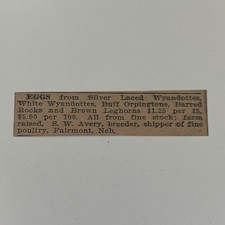 EGGS from Silver Laced Wyandottes,
White Wyandottes, Buff Orpingtons, Barred
Rocks and Brown Leghorns $1.25 per 15,
$5.00 per 100. All from fine stock; farm
raised. S. W. Avery, breeder, shipper of fine
poultry, Fairmont, Neb.